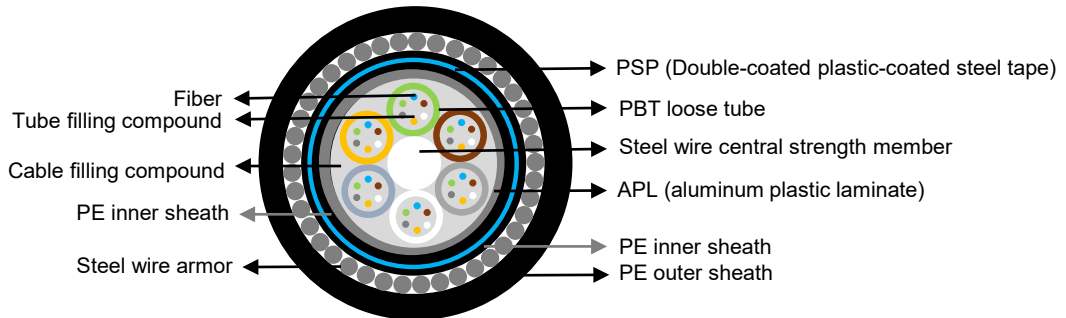 Fiber
Tube filling compound
Cable filling compound
PE inner sheath
Steel wire armor
PSP (Double-coated plastic-coated steel tape)
PBT loose tube
Steel wire central strength member
APL (aluminum plastic laminate)
PE inner sheath
PE outer sheath